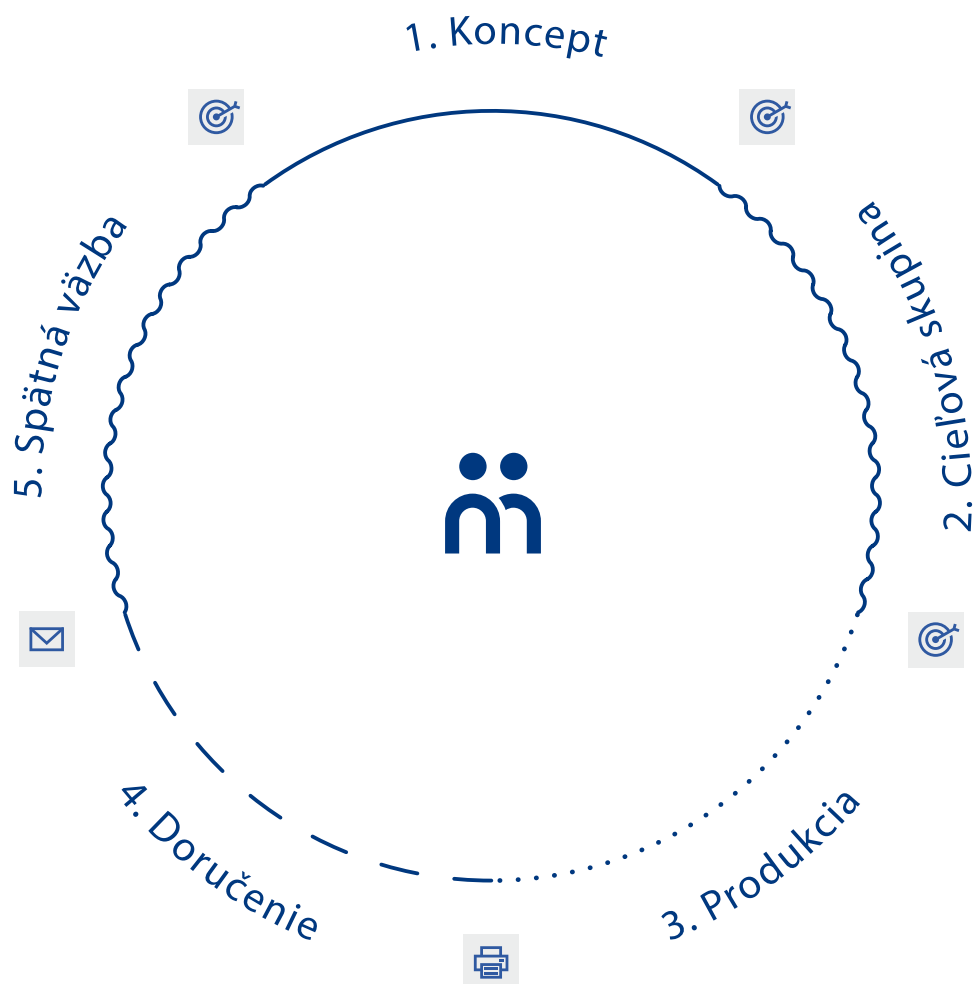 1. Koncept
2. Cieľová skupina
3. Produkcia
4. Doručenie
5. Spätná väzba